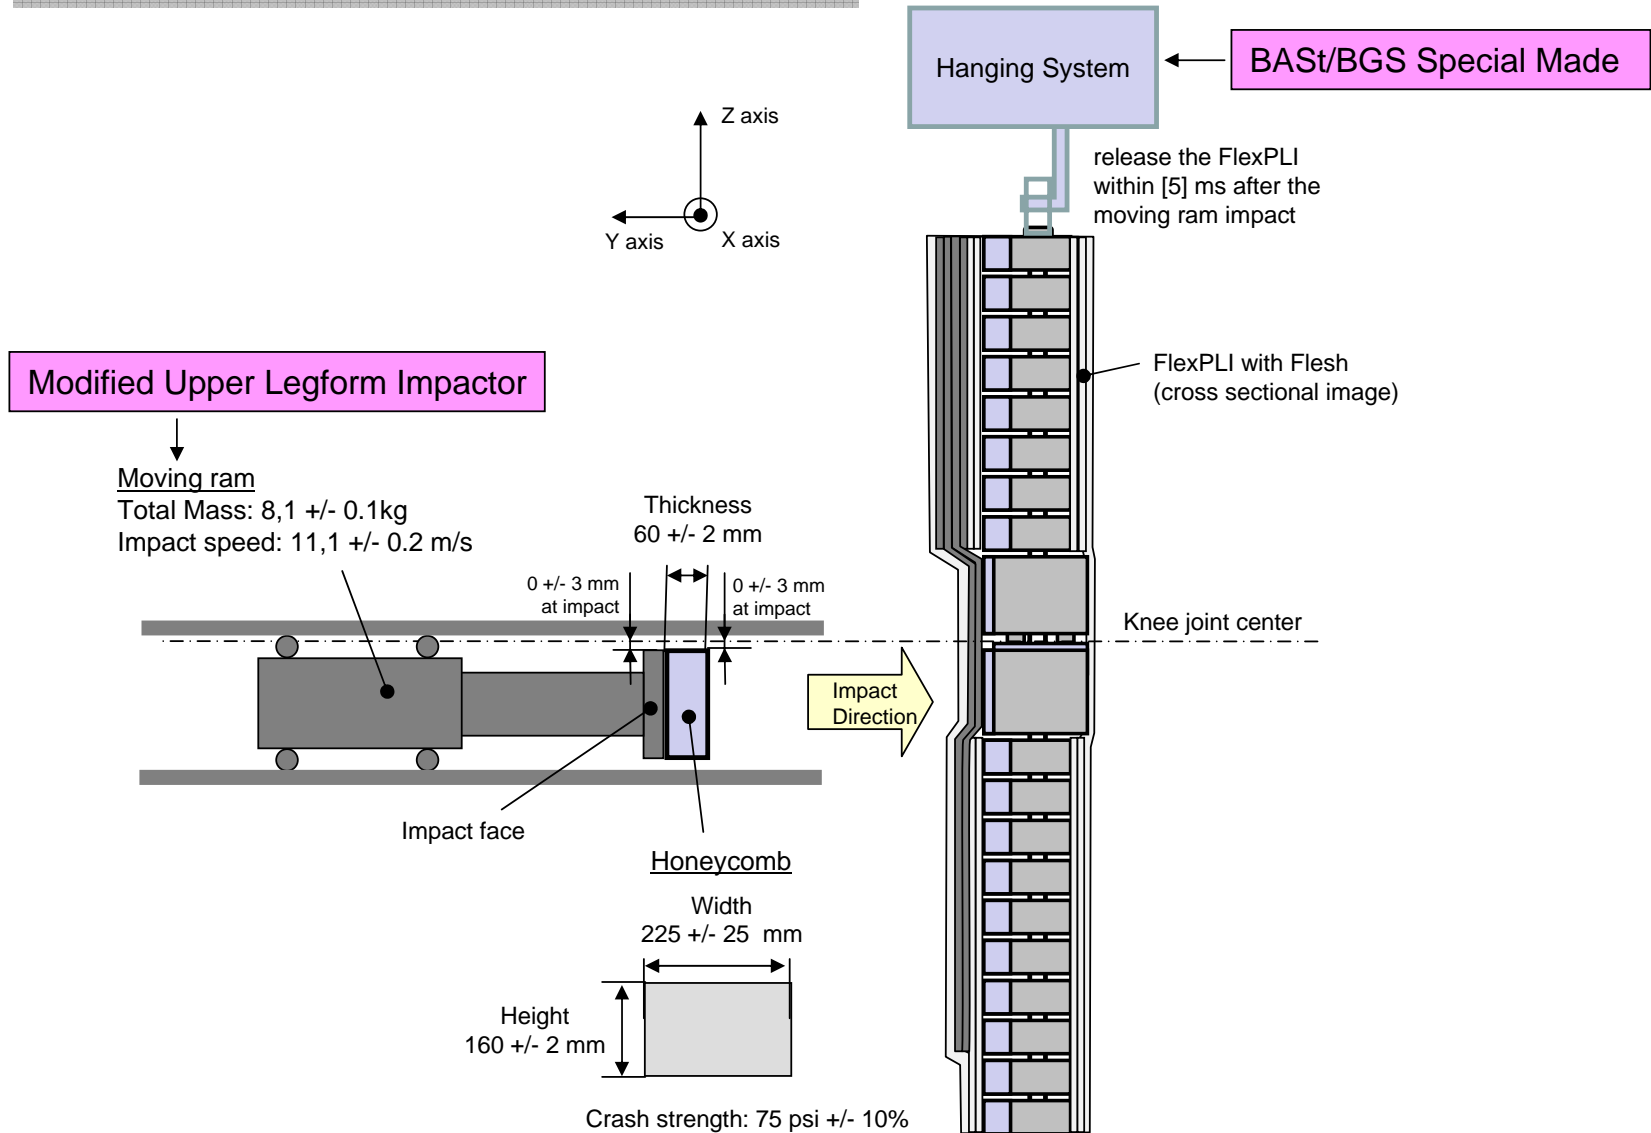 Hanging System
BASt/BGS Special Made
Z axis
Y axis
X axis
release the FlexPLI
within [5] ms after the
moving ram impact
Modified Upper Legform Impactor
FlexPLI with Flesh
(cross sectional image)
Moving ram
Total Mass: 8,1 +/- 0.1kg
Impact speed: 11,1 +/- 0.2 m/s
Thickness
60 +/- 2 mm
0 +/- 3 mm
at impact
0 +/- 3 mm
at impact
Knee joint center
Impact
Direction
Impact face
Honeycomb
Width
225 +/- 25 mm
Height
160 +/- 2 mm
Crash strength: 75 psi +/- 10%